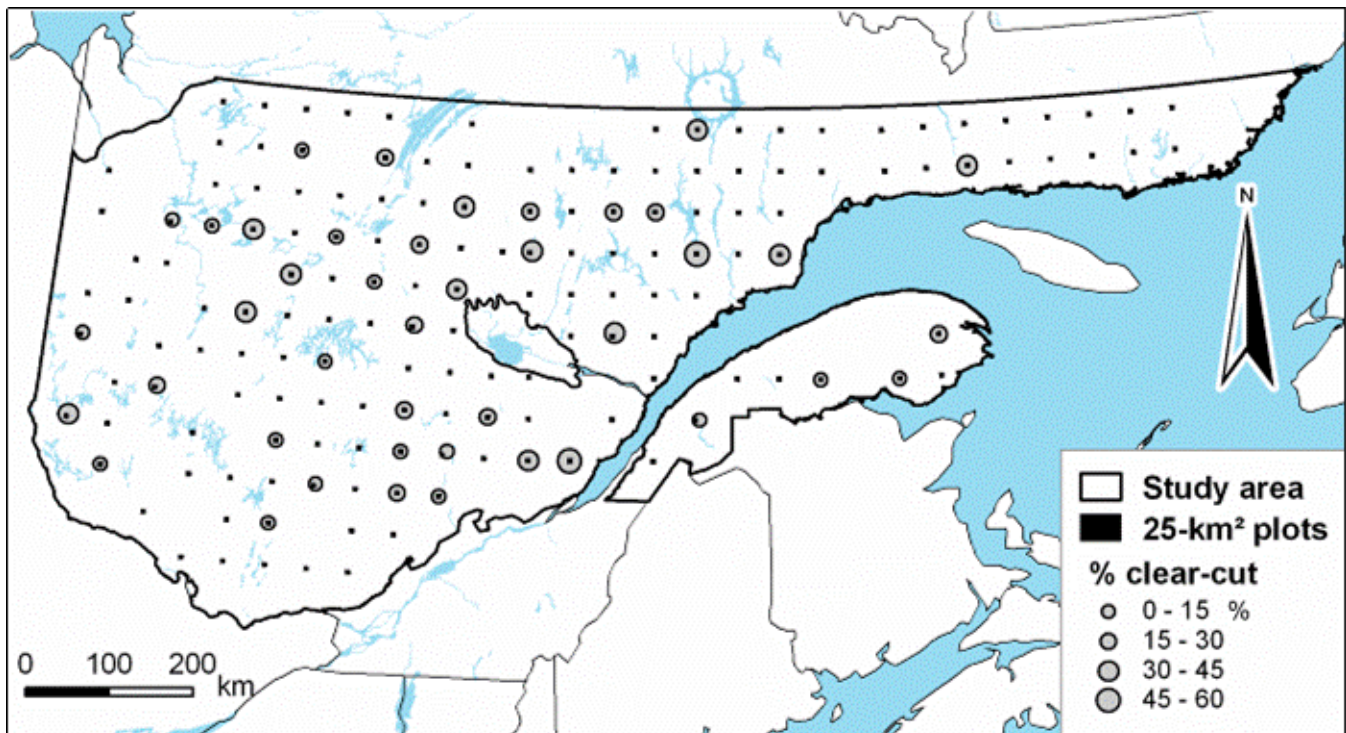 N
Study area
25-km² plots
% clear-cut
0 - 15 %
15 - 30
30 - 45
45 - 60
0 100 200
km